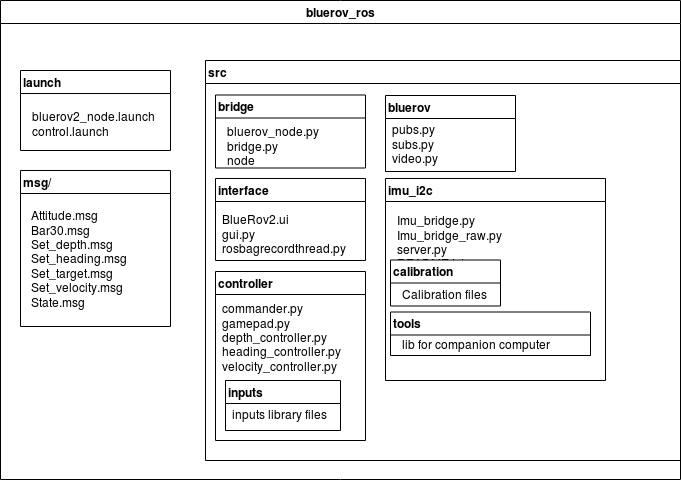 bluerov_ros
launch
bluerov2_node.launch
control.launch
msg/
Attitude.msg
Bar30.msg
Set_depth.msg
Set_heading.msg
Set_target.msg
Set_velocity.msg
State.msg
src
bridge
bluerov_node.py
bridge.py
node
bluerov
pubs.py
subs.py
video.py
interface
BlueRov2.ui
gui.py
rosbagrecordthread.py
imu_i2c
Imu_bridge.py
Imu_bridge_raw.py
server.py
calibration
Calibration files
tools
lib for companion computer
controller
commander.py
gamepad.py
depth_controller.py
heading_controller.py
velocity_controller.py
inputs
inputs library files